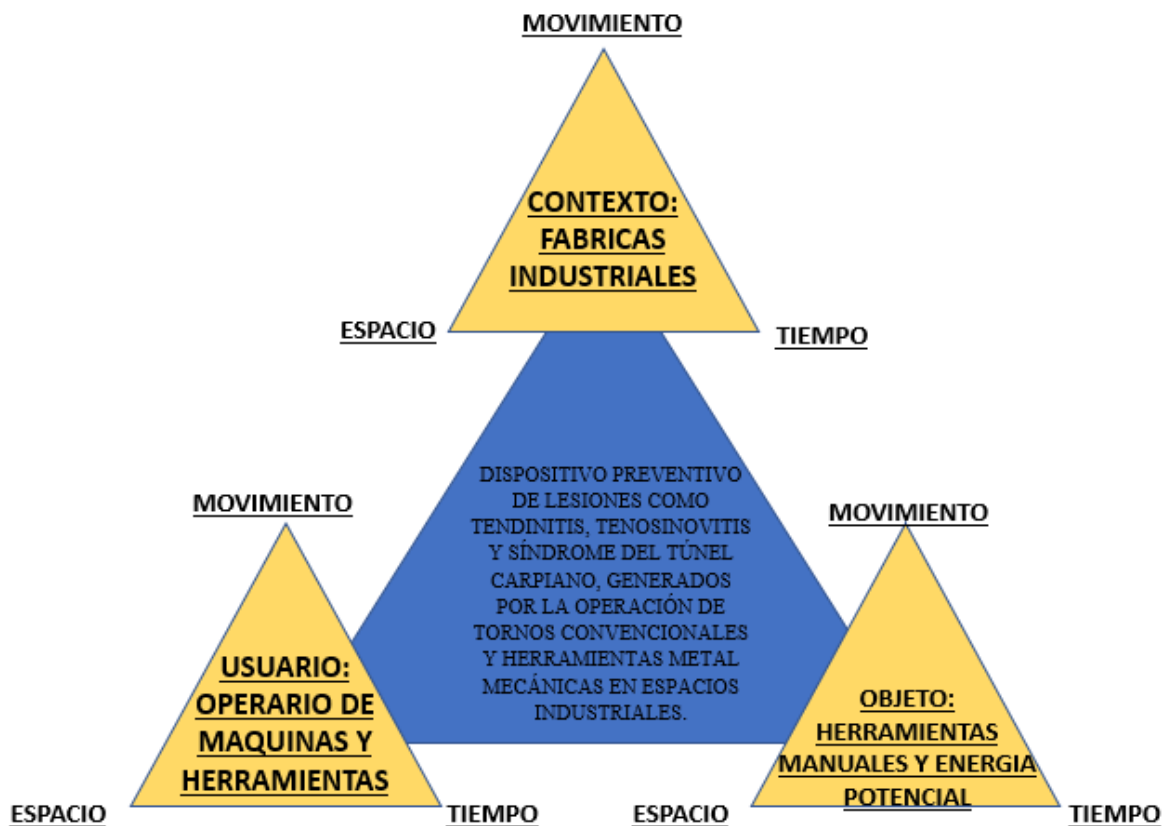 MOVIMIENTO
CONTEXTO:
FABRICAS
INDUSTRIALES
ESPACIO
TIEMPO
DISPOSITIVO PREVENTIVO
DE LESIONES COMO
TENDINITIS, TENOSINOVITIS
Y SÍNDROME DEL TÚNEL
CARPIANO, GENERADOS
POR LA OPERACIÓN DE
TORNOS CONVENCIONALES
Y HERRAMIENTAS METAL
MECÁNICAS EN ESPACIOS
INDUSTRIALES.
MOVIMIENTO
USUARIO:
OPERARIO DE
MAQUINAS Y
HERRAMIENTAS
ESPACIO
TIEMPO
MOVIMIENTO
OBJETO:
HERRAMIENTAS
MANUALES Y ENERGIA
POTENCIAL
ESPACIO
TIEMPO